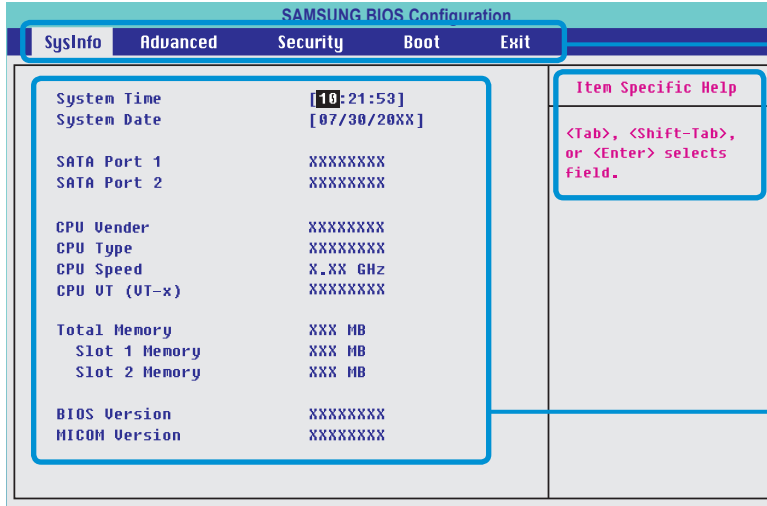 SAMSUNG BIOS Configuration
SysInfo Advanced Security Boot Exit
Item Specific Help
System Time [10:21:53]
System Date [07/30/20XX]
<Tab>, <Shift-Tab>,
or <Enter> selects
field.
SATA Port 1 XXXXXXXX
SATA Port 2 XXXXXXXX
CPU Vender XXXXXXXX
CPU Type XXXXXXXX
CPU Speed X.XX GHz
CPU VT (VT-x) XXXXXXXX
Total Memory XXX MB
Slot 1 Memory XXX MB
Slot 2 Memory XXX MB
BIOS Version XXXXXXXX
MICOM Version XXXXXXXX